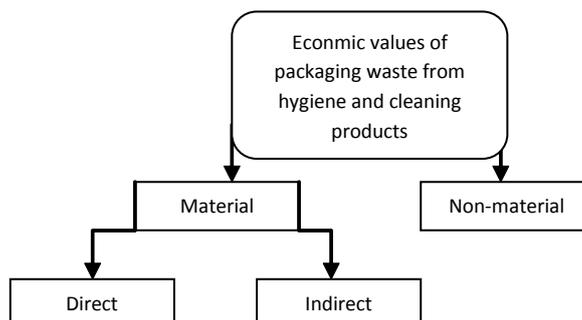 Econmic values of
packaging waste from
hygiene and cleaning
products
Material
Non-material
Direct
Indirect